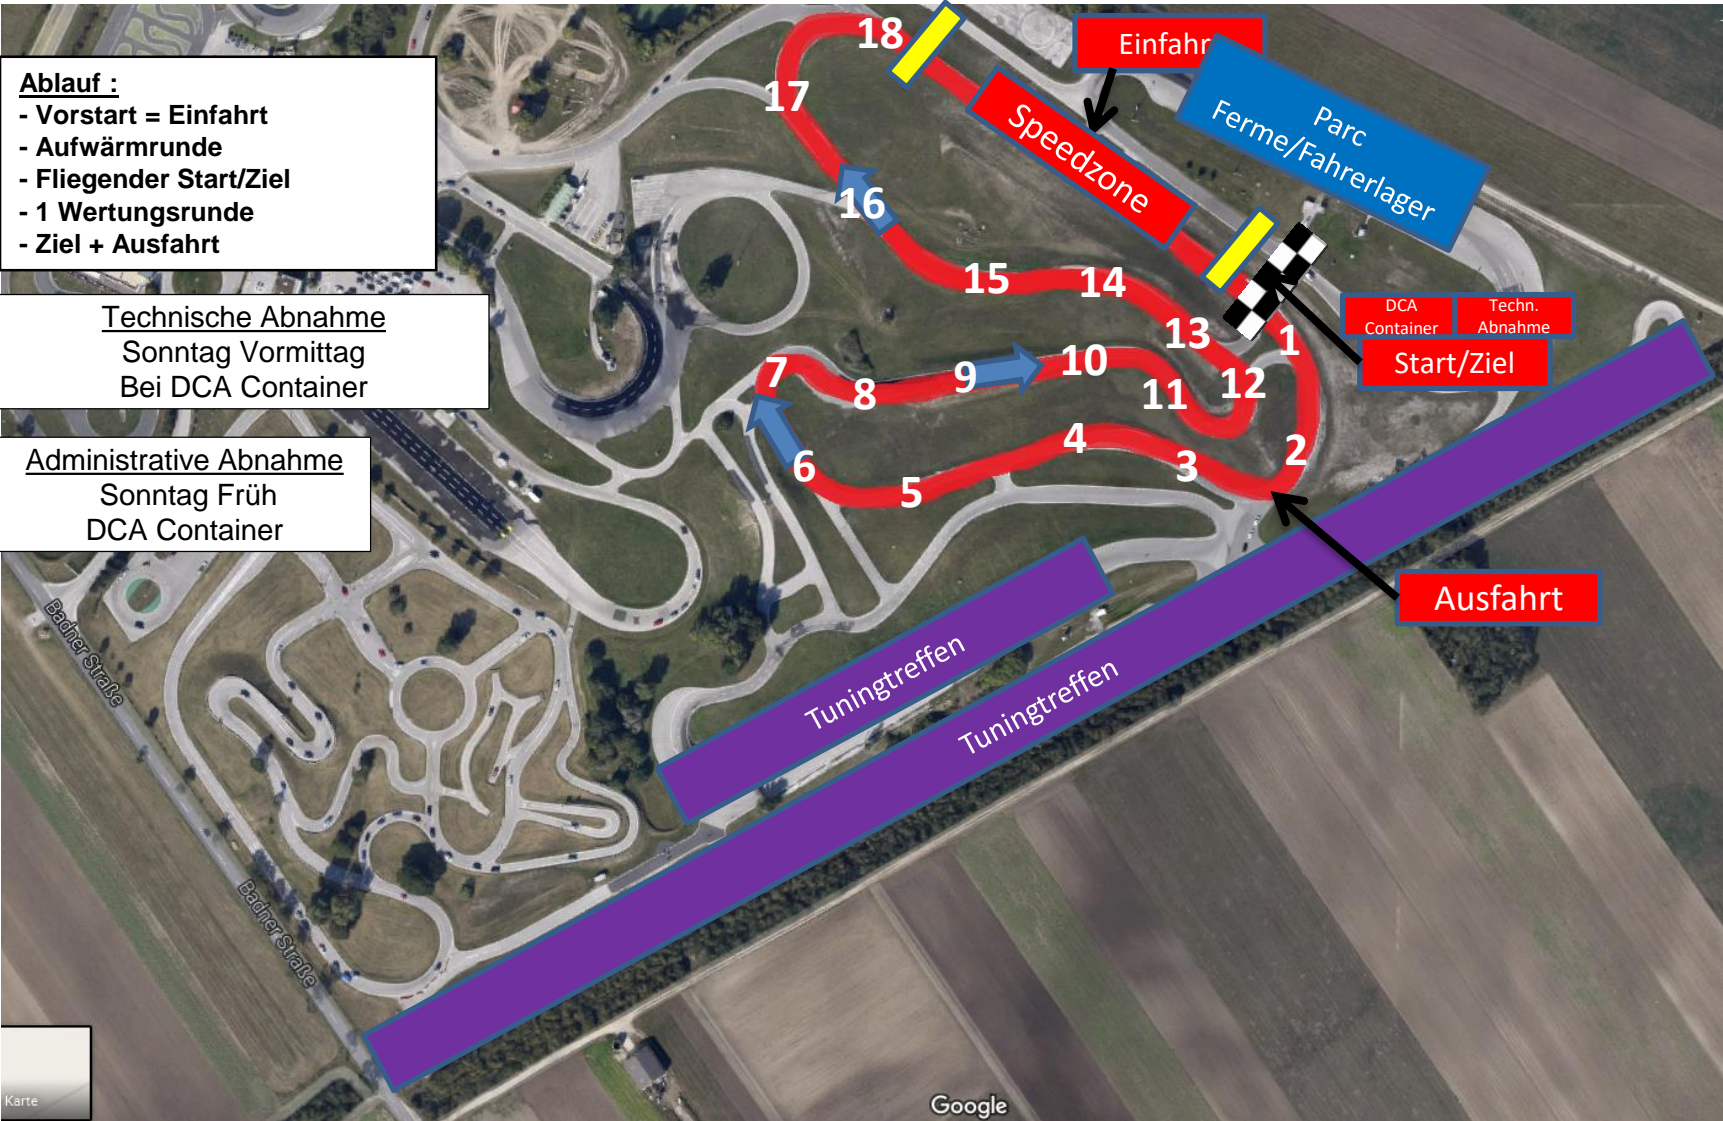 Ablauf :
- Vorstart = Einfahrt
- Aufwärmrunde
- Fliegender Start/Ziel
- 1 Wertungsrunde
- Ziel + Ausfahrt
Technische Abnahme
Sonntag Vormittag
Bei DCA Container
Administrative Abnahme
Sonntag Früh
DCA Container
18
17
16
15
14
13
12
11
10
9
8
7
6
5
4
3
2
1
Einfahr
Speedzone
Parc
Ferme/Fahrerlager
DCA
Container
Techn.
Abnahme
Start/Ziel
Ausfahrt
Tuningtreffen
Tuningtreffen
Badner Straße
Badner Straße
Karte
Google